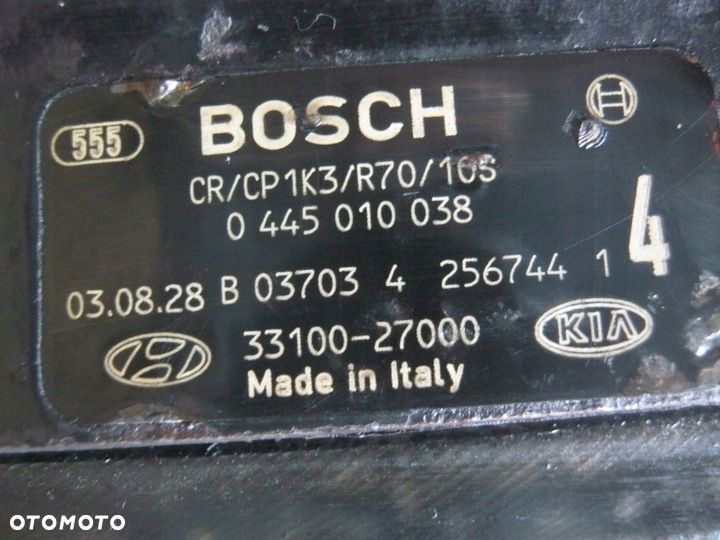 555 BOSCH
CR/CP1K3/R70/10S
0 445 010 038
4
03.08.28 B 03703 4 256744 1
33100-27000 KIA
Made in Italy
OTOMOTO